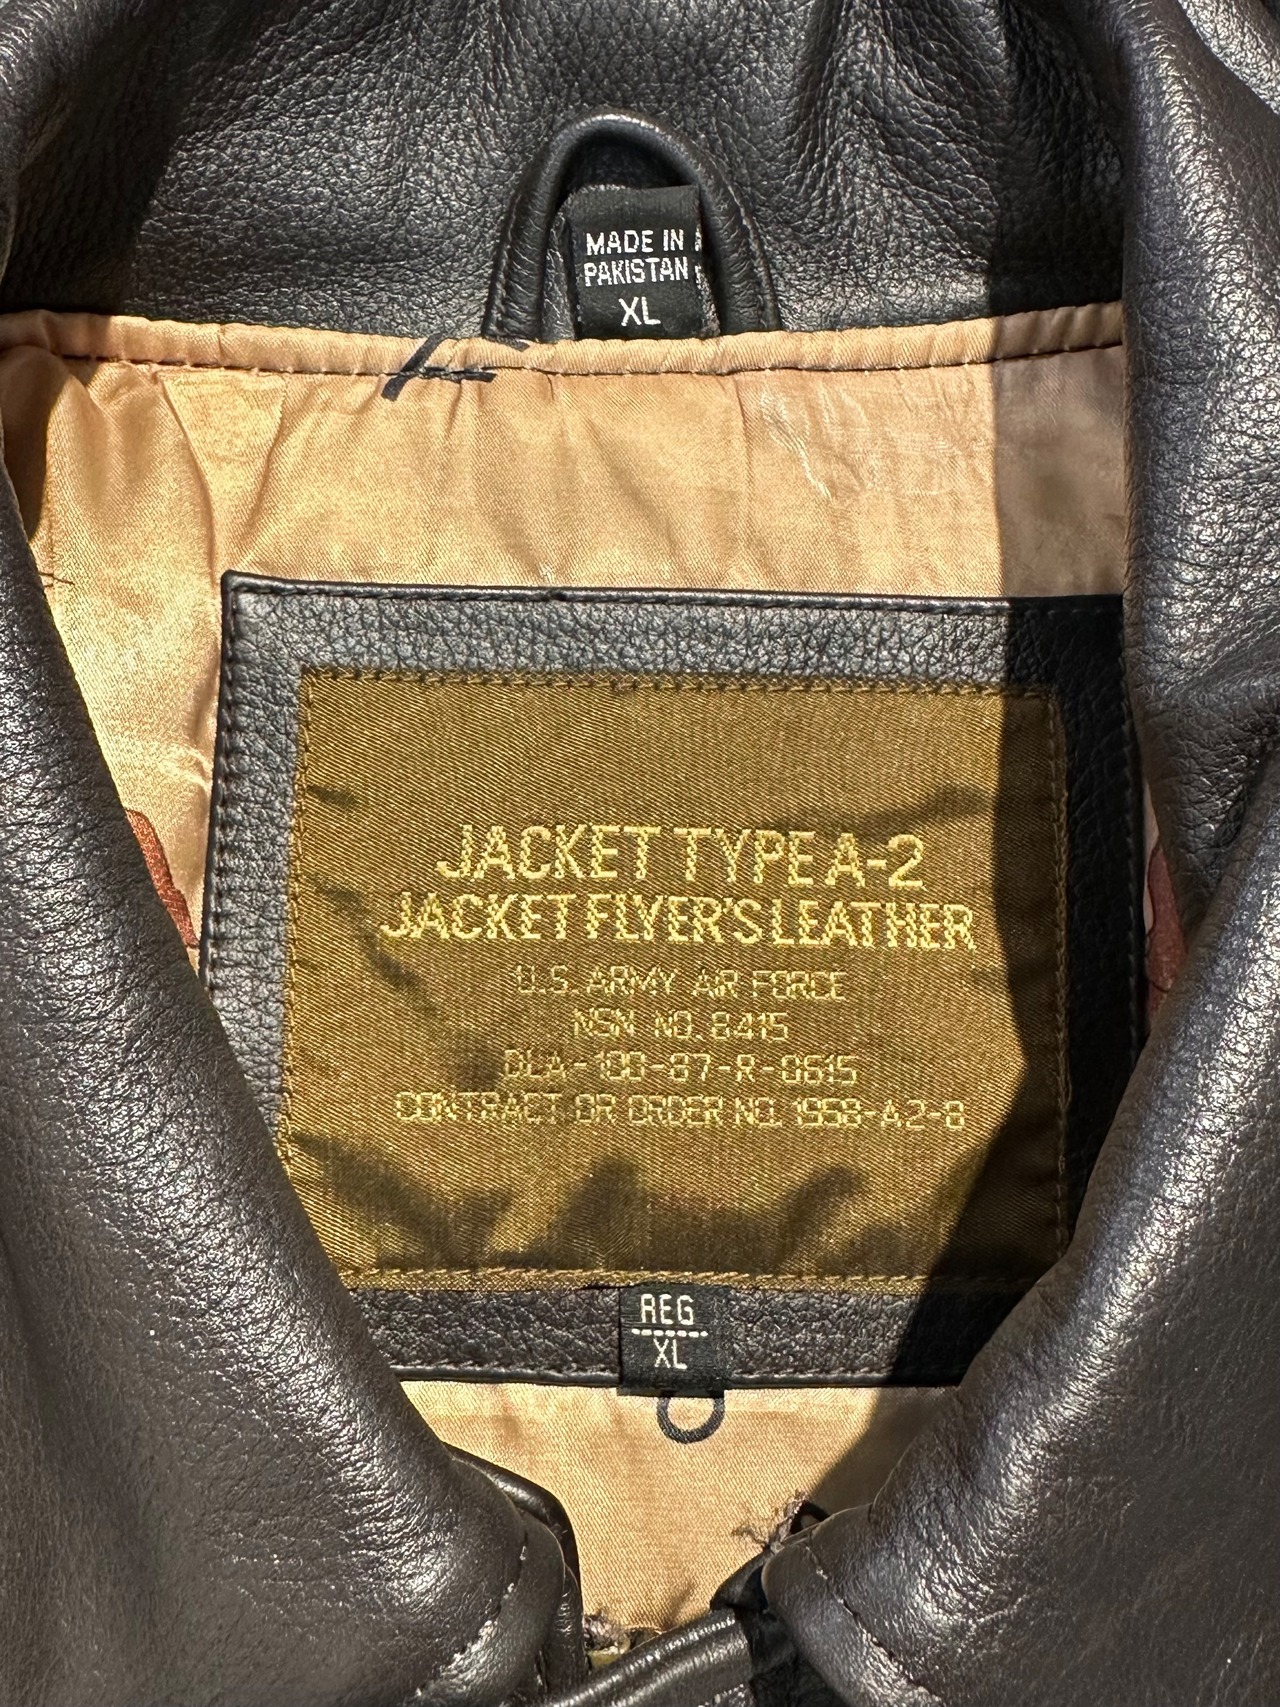 MADE IN
PAKISTAN
XL
JACKET TYPE A-2
JACKET FLYER'S LEATHER
U.S. ARMY AIR FORCE
NSN NO. 8415
DLA-100-87-R-0615
CONTRACT OR ORDER NO. 1958-A2-8
REG
XL